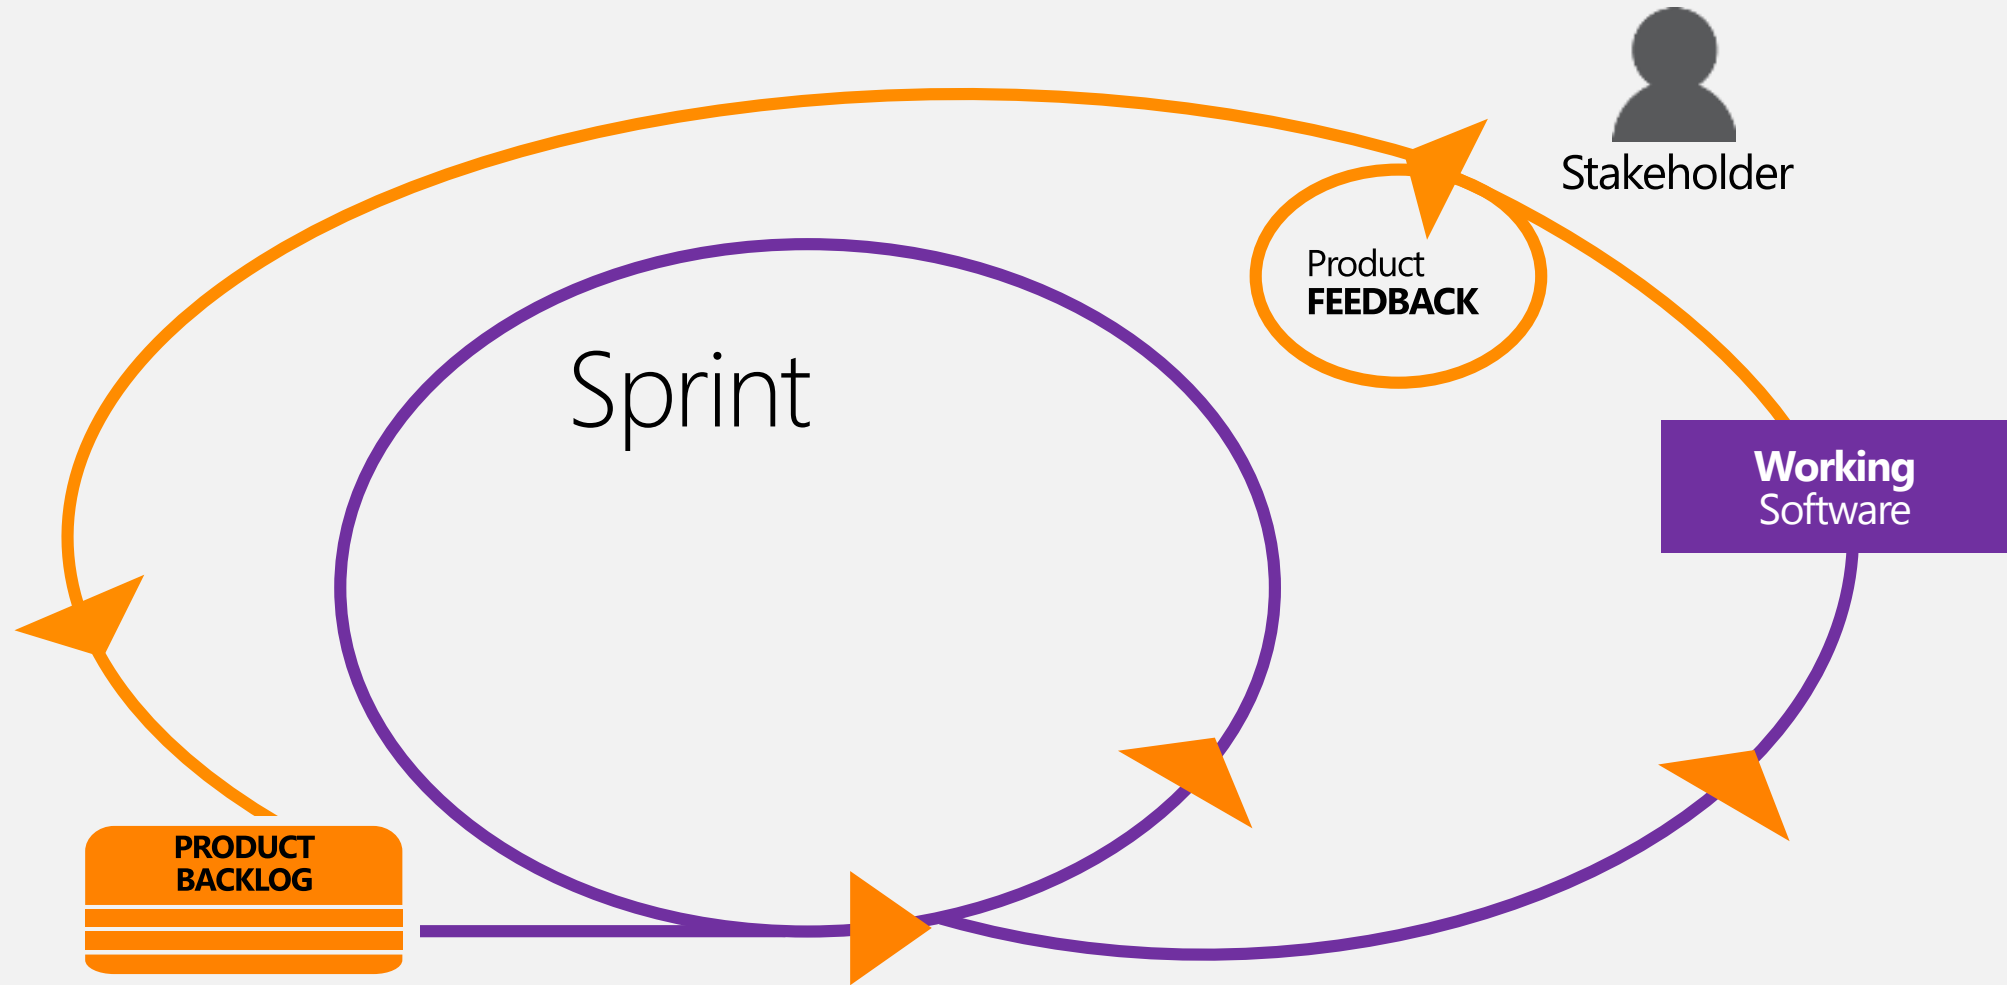 Stakeholder
Product
FEEDBACK
Sprint
Working
Software
PRODUCT
BACKLOG